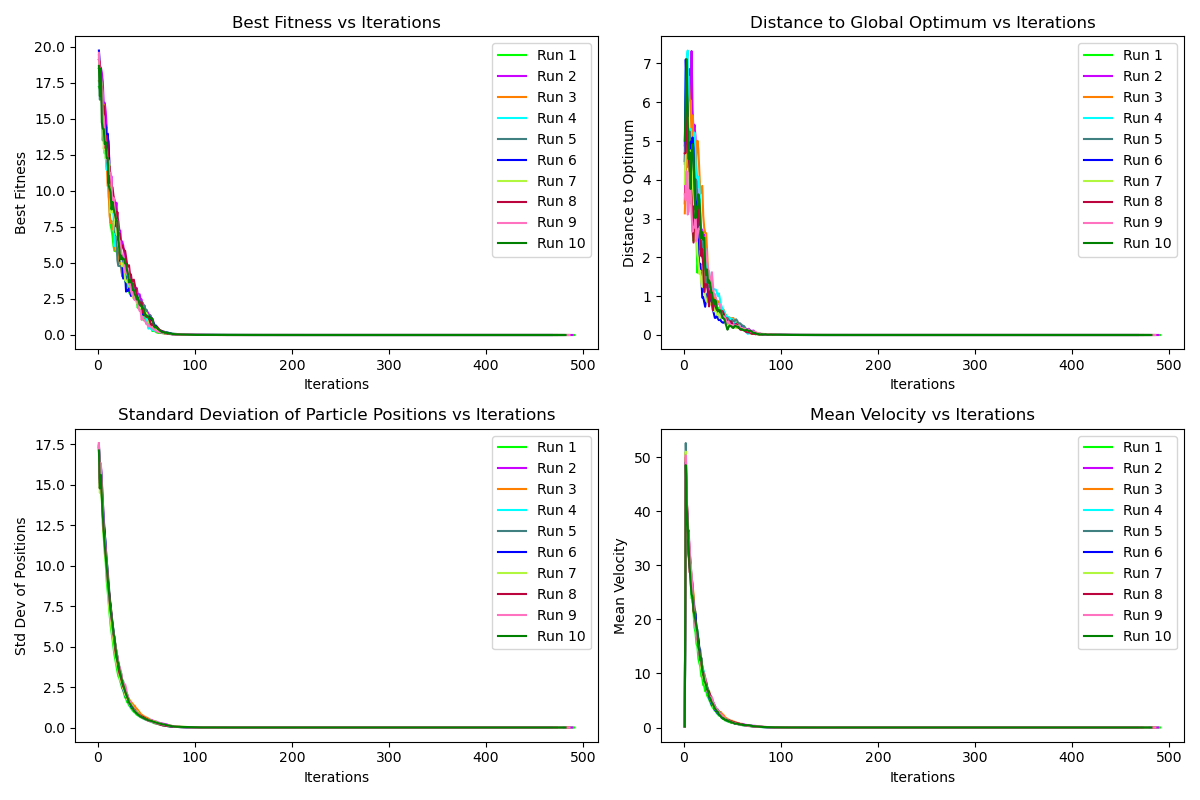 Best Fitness vs Iterations
Best Fitness
20.0
17.5
15.0
12.5
10.0
7.5
5.0
2.5
0.0
0 100 200 300 400 500
Iterations
Run 1
Run 2
Run 3
Run 4
Run 5
Run 6
Run 7
Run 8
Run 9
Run 10
Distance to Global Optimum vs Iterations
Distance to Optimum
7
6
5
4
3
2
1
0
0 100 200 300 400 500
Iterations
Run 1
Run 2
Run 3
Run 4
Run 5
Run 6
Run 7
Run 8
Run 9
Run 10
Standard Deviation of Particle Positions vs Iterations
Std Dev of Positions
17.5
15.0
12.5
10.0
7.5
5.0
2.5
0.0
0 100 200 300 400 500
Iterations
Run 1
Run 2
Run 3
Run 4
Run 5
Run 6
Run 7
Run 8
Run 9
Run 10
Mean Velocity vs Iterations
Mean Velocity
50
40
30
20
10
0
0 100 200 300 400 500
Iterations
Run 1
Run 2
Run 3
Run 4
Run 5
Run 6
Run 7
Run 8
Run 9
Run 10